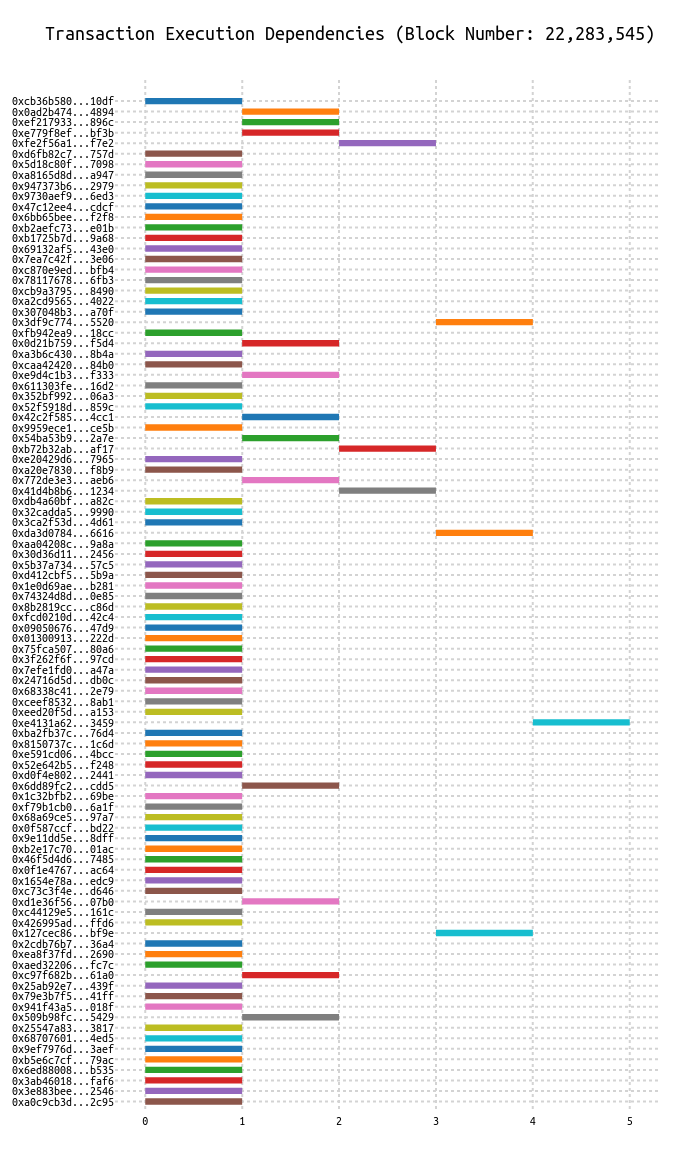 Transaction Execution Dependencies (Block Number: 22,283,545)
0xcb36b580...10df
0x0ad2b474...4894
0xef217933...896c
0xe779f8ef...bf3b
0xfe2f56a1...f7e2
0xd6fb82c7...757d
0x5d18c80f...7098
0xa8165d8d...a947
0x947373b6...2979
0x9730aef9...6ed3
0x47c12ee4...cdcf
0x6bb65bee...f2f8
0xb2aefc73...e01b
0xb1725b7d...9a68
0x69132af5...43e0
0x7ea7c42f...3e06
0xc870e9ed...bfb4
0x78117678...6fb3
0xcb9a3795...8490
0xa2cd9565...4022
0x307048b3...a70f
0x3df9c774...5520
0xfb942ea9...18cc
0x0d21b759...f5d4
0xa3b6c430...8b4a
0xcaa42420...84b0
0xe9d4c1b3...f333
0x611303fe...16d2
0x352bf992...06a3
0x52f5918d...859c
0x42c2f585...4cc1
0x9959ece1...ce5b
0x54ba53b9...2a7e
0xb72b32ab...af17
0xe20429d6...7965
0xa20e7830...f8b9
0x772de3e3...aeb6
0x41d4b8b6...1234
0xdb4a60bf...a82c
0x32cadda5...9990
0x3ca2f53d...4d61
0xda3d0784...6616
0xaa04208c...9a8a
0x30d36d11...2456
0x5b37a734...57c5
0xd412cbf5...5b9a
0x1e0d69ae...b281
0x74324d8d...0e85
0x8b2819cc...c86d
0xfcd0210d...42c4
0x09050676...47d9
0x01300913...222d
0x75fca507...80a6
0x3f262f6f...97cd
0x7efe1fd0...a47a
0x24716d5d...db0c
0x68338c41...2e79
0xceef8532...8ab1
0xeed20f5d...a153
0xe4131a62...3459
0xba2fb37c...76d4
0x8150737c...1c6d
0xe591cd06...4bcc
0x52e642b5...f248
0xd0f4e802...2441
0x6dd89fc2...cdd5
0x1c32bfb2...69be
0xf79b1cb0...6a1f
0x68a69ce5...97a7
0x0f587ccf...bd22
0x9e11dd5e...8dff
0xb2e17c70...01ac
0x46f5d4d6...7485
0x0f1e4767...ac64
0x1654e78a...edc9
0xc73c3f4e...d646
0xd1e36f56...07b0
0xc44129e5...161c
0x426995ad...ffd6
0x127cec86...bf9e
0x2cdb76b7...36a4
0xea8f37fd...2690
0xaed32206...fc7c
0xc97f682b...61a0
0x25ab92e7...439f
0x79e3b7f5...41ff
0x941f43a5...018f
0x509b98fc...5429
0x25547a83...3817
0x68707601...4ed5
0x9ef7976d...3aef
0xb5e6c7cf...79ac
0x6ed88008...b535
0x3ab46018...faf6
0x3e883bee...2546
0xa0c9cb3d...2c95
0 1 2 3 4 5